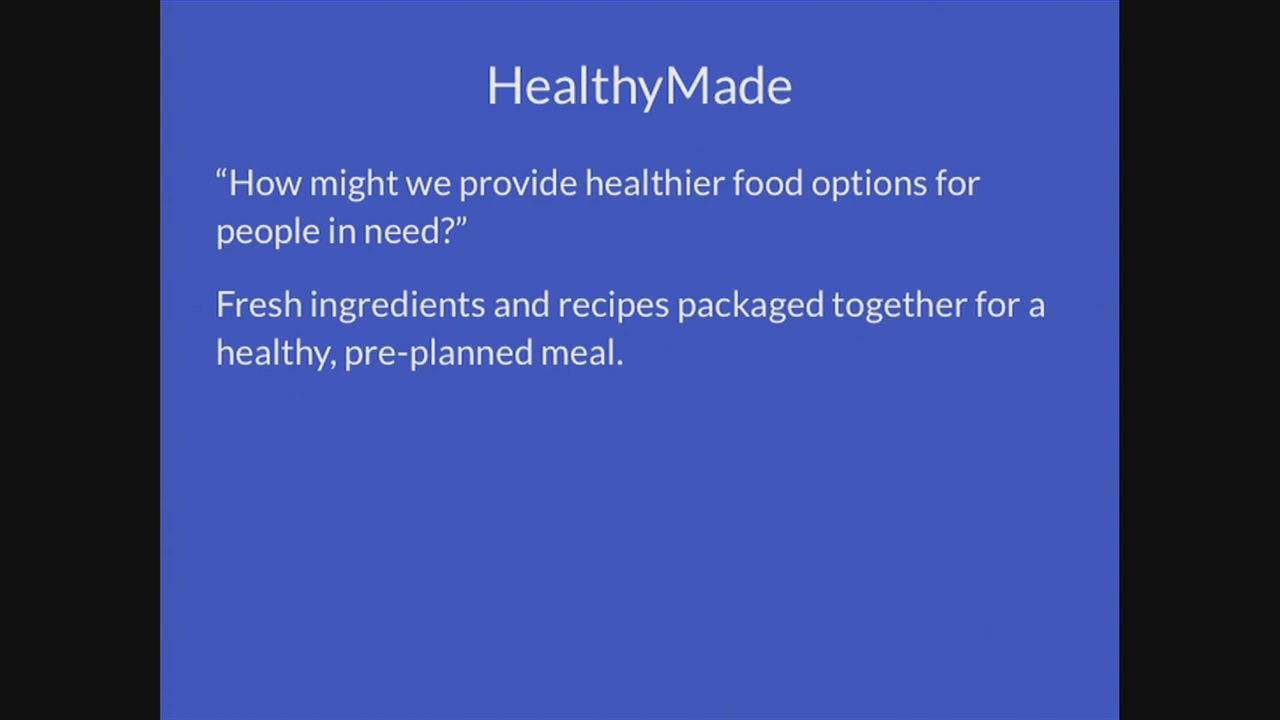 HealthyMade
“How might we provide healthier food options for
people in need?”
Fresh ingredients and recipes packaged together for a
healthy, pre-planned meal.